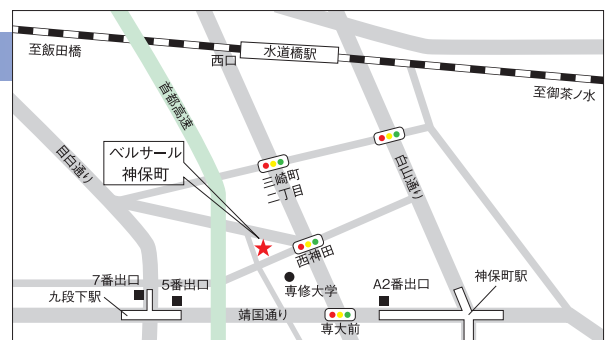 至飯田橋
西口
水道橋駅
至御茶ノ水
首都高速
目白通り
ベルサール
神保町
三崎町
二丁目
白山通り
西神田
専修大学
7番出口
5番出口
九段下駅
A2番出口
神保町駅
靖国通り
専大前